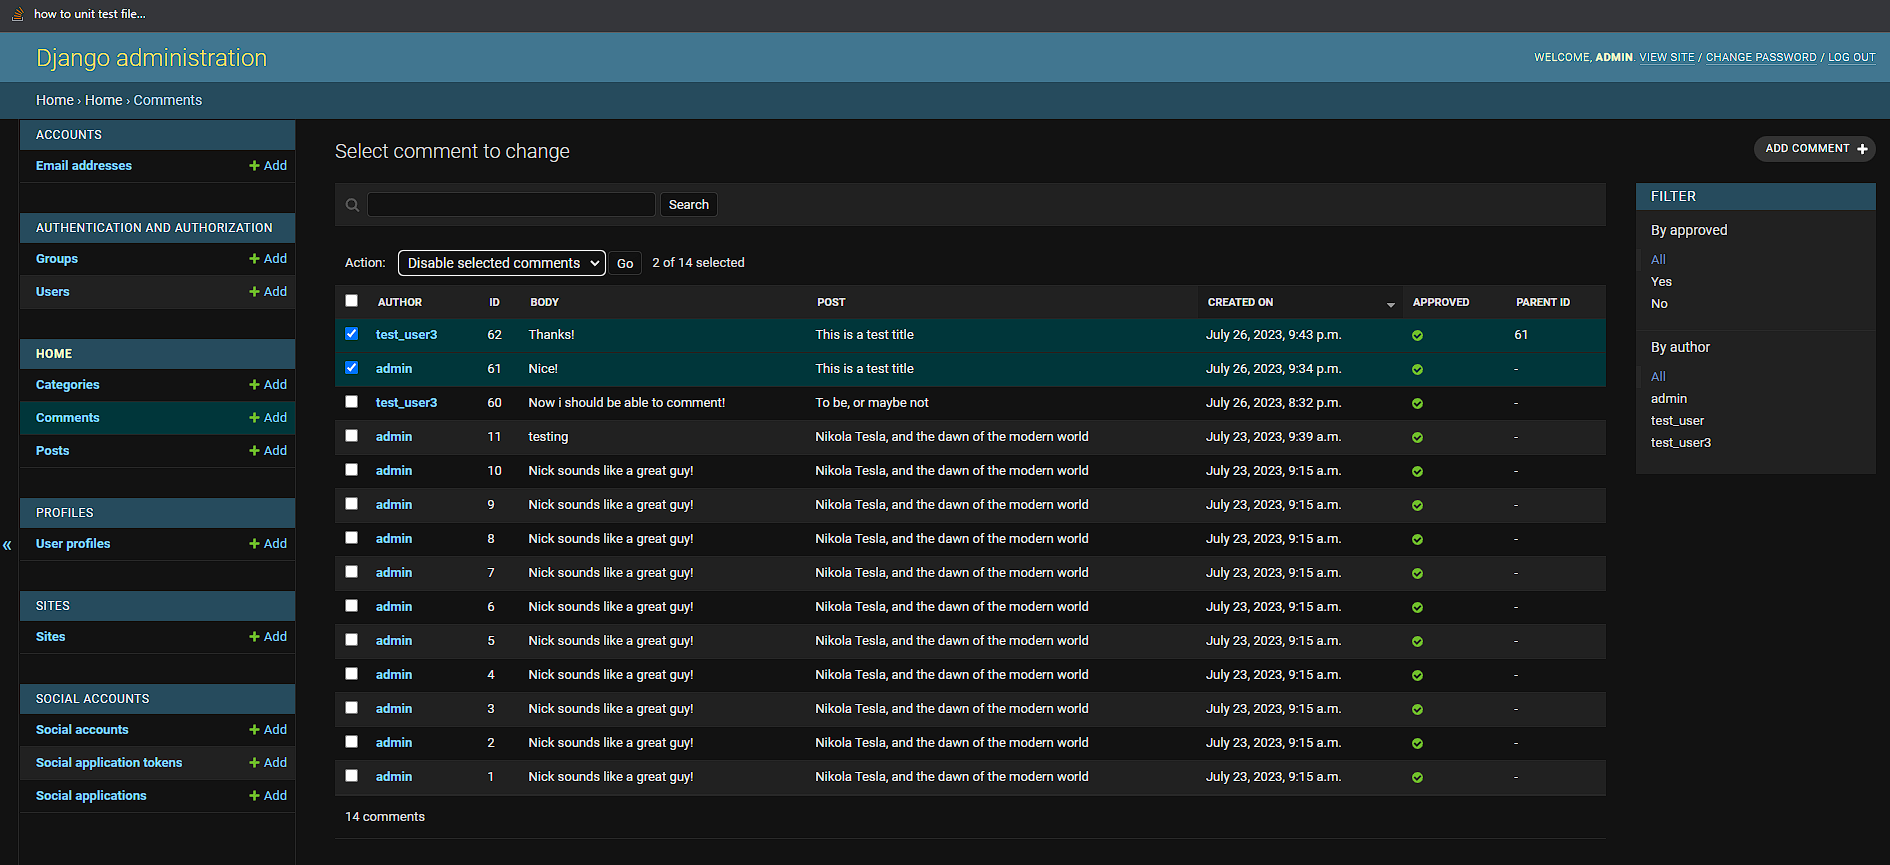 how to unit test file...
Django administration
WELCOME, ADMIN. VIEW SITE / CHANGE PASSWORD / LOG OUT
Home › Home › Comments
ACCOUNTS
Email addresses + Add
AUTHENTICATION AND AUTHORIZATION
Groups + Add
Users + Add
HOME
Categories + Add
Comments + Add
Posts + Add
PROFILES
User profiles + Add
SITES
Sites + Add
SOCIAL ACCOUNTS
Social accounts + Add
Social application tokens + Add
Social applications + Add
«
Select comment to change
ADD COMMENT +
Search
Action: Disable selected comments Go 2 of 14 selected
AUTHOR ID BODY POST CREATED ON APPROVED PARENT ID
test_user3 62 Thanks! This is a test title July 26, 2023, 9:43 p.m. 61
admin 61 Nice! This is a test title July 26, 2023, 9:34 p.m. -
test_user3 60 Now i should be able to comment! To be, or maybe not July 26, 2023, 8:32 p.m. -
admin 11 testing Nikola Tesla, and the dawn of the modern world July 23, 2023, 9:39 a.m. -
admin 10 Nick sounds like a great guy! Nikola Tesla, and the dawn of the modern world July 23, 2023, 9:15 a.m. -
admin 9 Nick sounds like a great guy! Nikola Tesla, and the dawn of the modern world July 23, 2023, 9:15 a.m. -
admin 8 Nick sounds like a great guy! Nikola Tesla, and the dawn of the modern world July 23, 2023, 9:15 a.m. -
admin 7 Nick sounds like a great guy! Nikola Tesla, and the dawn of the modern world July 23, 2023, 9:15 a.m. -
admin 6 Nick sounds like a great guy! Nikola Tesla, and the dawn of the modern world July 23, 2023, 9:15 a.m. -
admin 5 Nick sounds like a great guy! Nikola Tesla, and the dawn of the modern world July 23, 2023, 9:15 a.m. -
admin 4 Nick sounds like a great guy! Nikola Tesla, and the dawn of the modern world July 23, 2023, 9:15 a.m. -
admin 3 Nick sounds like a great guy! Nikola Tesla, and the dawn of the modern world July 23, 2023, 9:15 a.m. -
admin 2 Nick sounds like a great guy! Nikola Tesla, and the dawn of the modern world July 23, 2023, 9:15 a.m. -
admin 1 Nick sounds like a great guy! Nikola Tesla, and the dawn of the modern world July 23, 2023, 9:15 a.m. -
14 comments
FILTER
By approved
All
Yes
No
By author
All
admin
test_user
test_user3